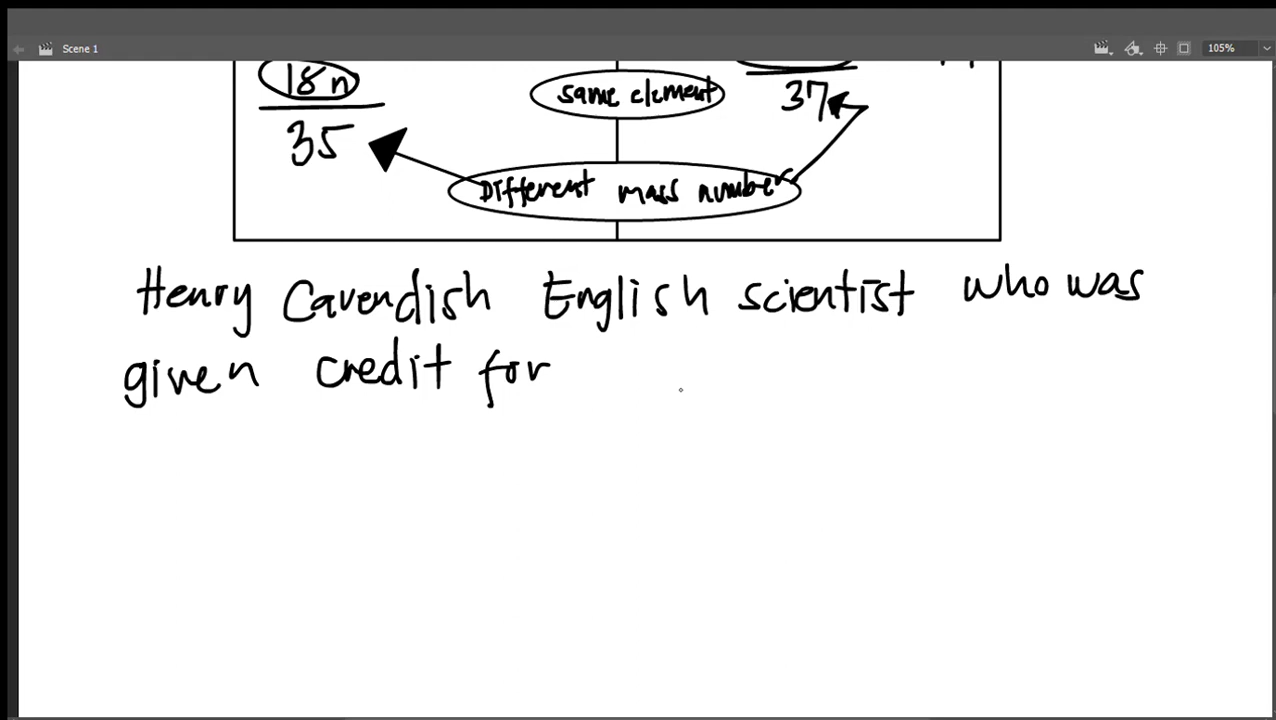 Scene 1
105%
18n
same element
37
35
Different mass number
Henry Cavendish English scientist who was
given credit for